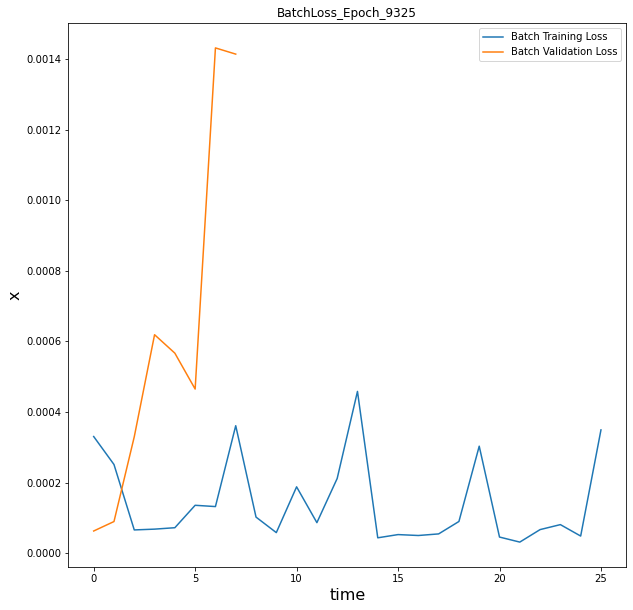 BatchLoss_Epoch_9325
Batch Training Loss
Batch Validation Loss
0.0014
0.0012
0.0010
0.0008
0.0006
0.0004
0.0002
0.0000
x
0 5 10 15 20 25
time